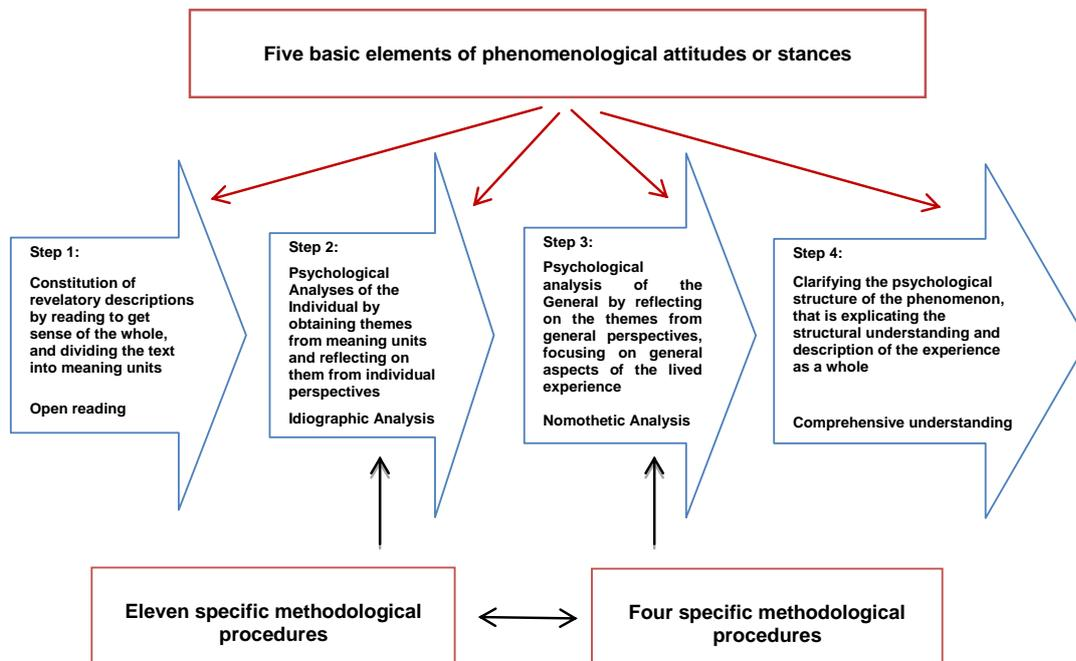 Five basic elements of phenomenological attitudes or stances
Step 1:
Constitution of
revelatory descriptions
by reading to get
sense of the whole,
and dividing the text
into meaning units
Open reading
Step 2:
Psychological
Analyses of the
Individual by
obtaining themes
from meaning units
and reflecting on
them from individual
perspectives
Idiographic Analysis
Step 3:
Psychological
analysis of the
General by reflecting
on the themes from
general perspectives,
focusing on general
aspects of the lived
experience
Nomothetic Analysis
Step 4:
Clarifying the psychological
structure of the phenomenon,
that is explicating the
structural understanding and
description of the experience
as a whole
Comprehensive understanding
Eleven specific methodological
procedures
Four specific methodological
procedures